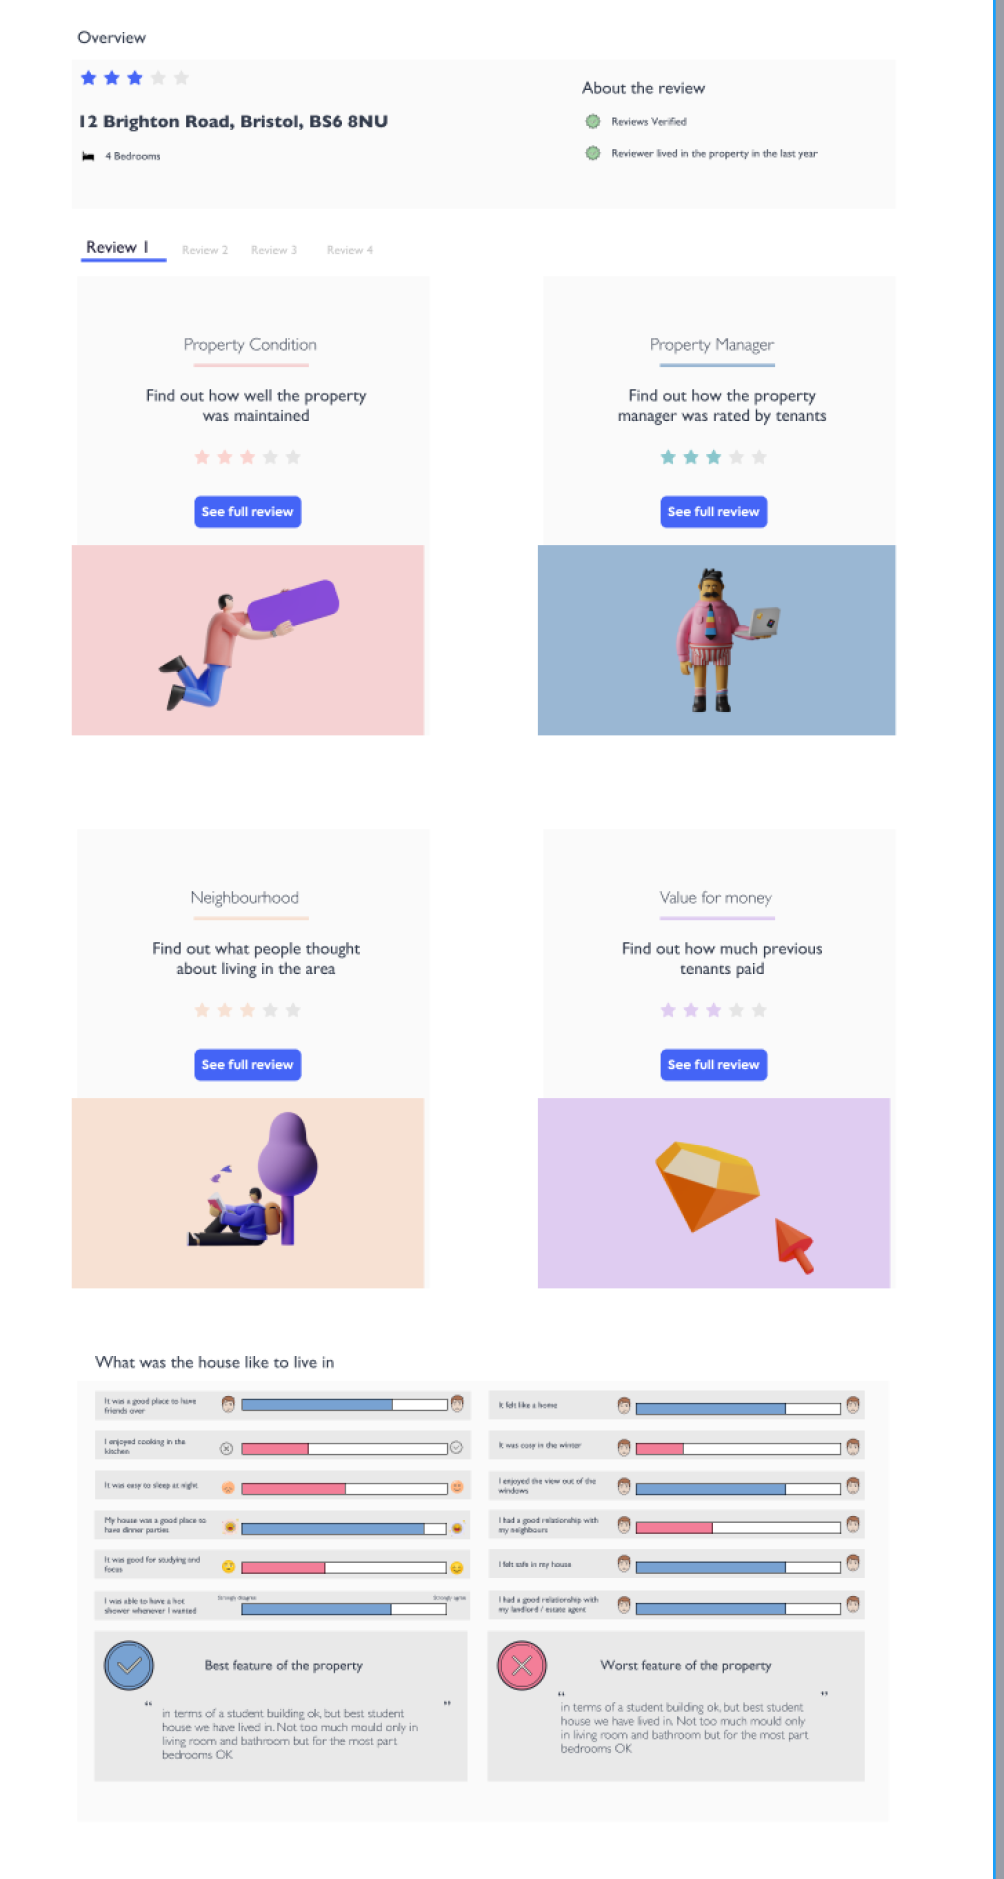 Overview
12 Brighton Road, Bristol, BS6 8NU
4 Bedrooms
About the review
Reviews Verified
Reviewer lived in the property in the last year
Review 1
Review 2
Review 3
Review 4
Property Condition
Find out how well the property
was maintained
See full review
Property Manager
Find out how the property
manager was rated by tenants
See full review
Neighbourhood
Find out what people thought
about living in the area
See full review
Value for money
Find out how much previous
tenants paid
See full review
What was the house like to live in
It was a good place to have
friends over
I enjoyed cooking in the
kitchen
It was easy to sleep at night
My house was a good place to
have dinner parties
It was good for studying and
focus
I was able to have a hot
shower whenever I wanted
Strongly disagree
Strongly agree
It felt like a home
It was cosy in the winter
I enjoyed the view out of the
windows
I had a good relationship with
my neighbours
I felt safe in my house
I had a good relationship with
my landlord / estate agent
Best feature of the property
“ ”
in terms of a student building ok, but best student
house we have lived in. Not too much mould only in
living room and bathroom but for the most part
bedrooms OK
Worst feature of the property
“ ”
in terms of a student building ok, but best student
house we have lived in. Not too much mould only
in living room and bathroom but for the most part
bedrooms OK